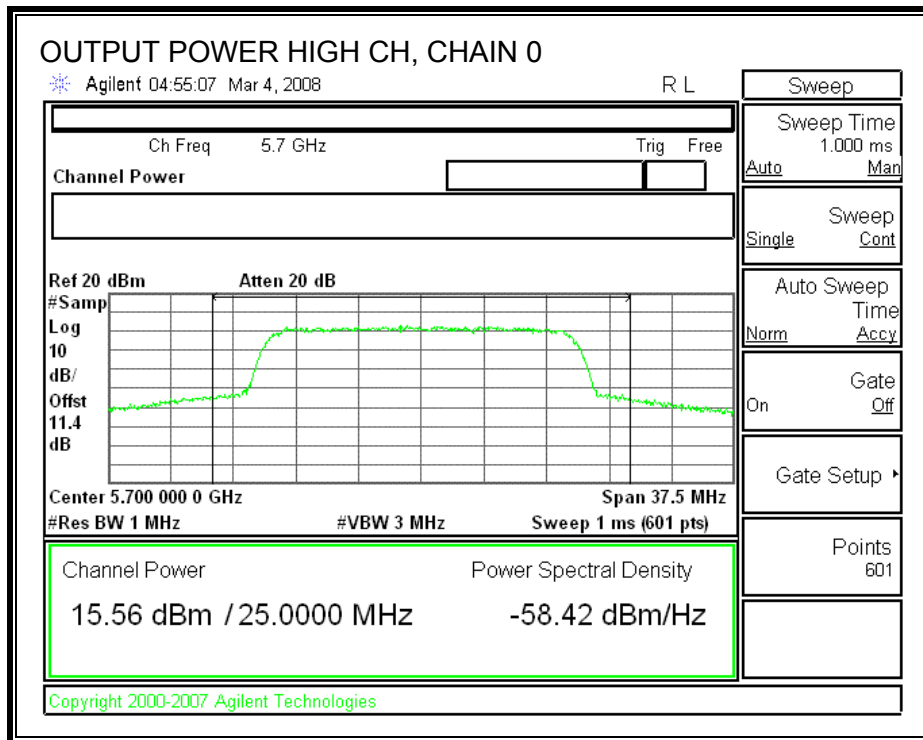 OUTPUT POWER HIGH CH, CHAIN 0
Agilent 04:55:07 Mar 4, 2008 R L
Ch Freq 5.7 GHz Trig Free
Channel Power
Ref 20 dBm Atten 20 dB
#Samp
Log
10
dB/
Offst
11.4
dB
Center 5.700 000 0 GHz Span 37.5 MHz
#Res BW 1 MHz #VBW 3 MHz Sweep 1 ms (601 pts)
Channel Power Power Spectral Density
15.56 dBm / 25.0000 MHz -58.42 dBm/Hz
Copyright 2000-2007 Agilent Technologies
Sweep
Sweep Time
1.000 ms
Auto Man
Sweep
Single Cont
Auto Sweep
Time
Norm Accy
Gate
On Off
Gate Setup
Points
601